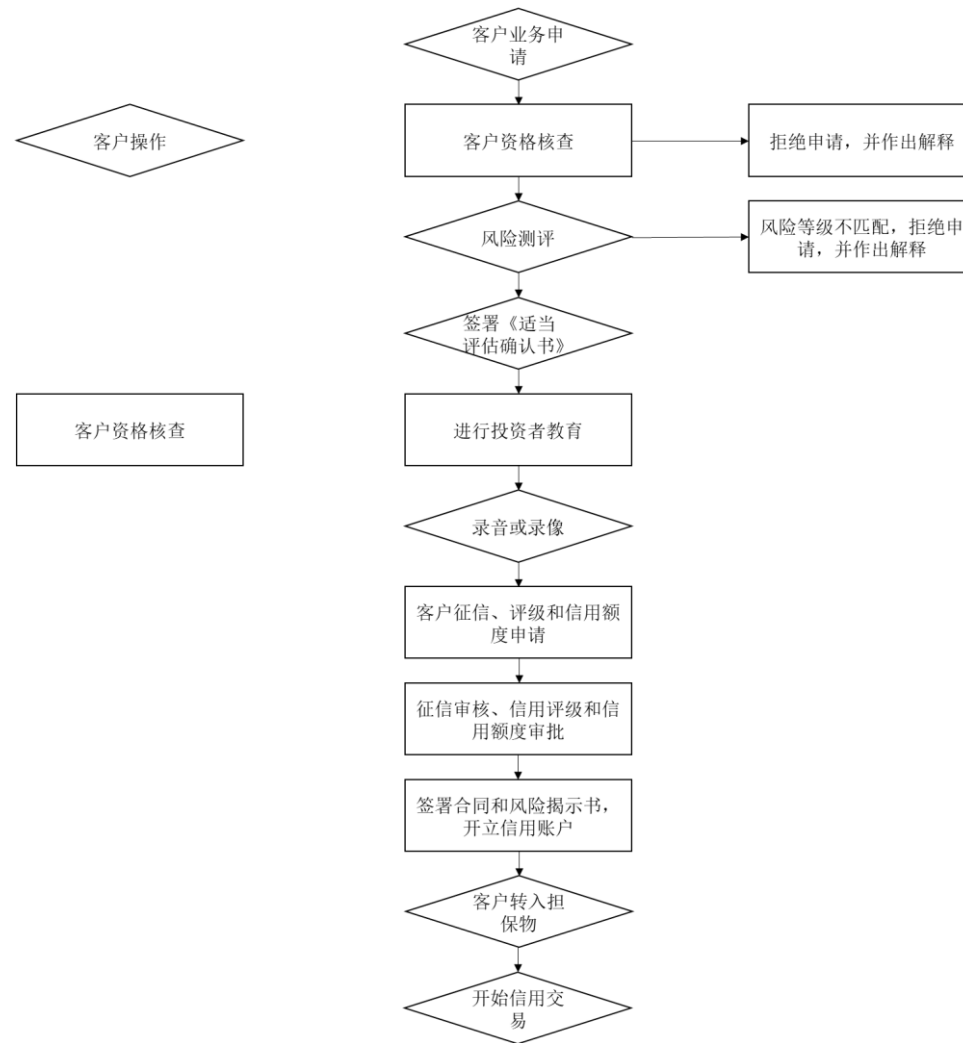 客户业务申
请
客户操作
客户资格核查
拒绝申请，并作出解释
风险测评
风险等级不匹配，拒绝申
请，并作出解释
签署《适当
评估确认书》
客户资格核查
进行投资者教育
录音或录像
客户征信、评级和信用额
度申请
征信审核、信用评级和信
用额度审批
签署合同和风险揭示书，
开立信用账户
客户转入担
保物
开始信用交
易